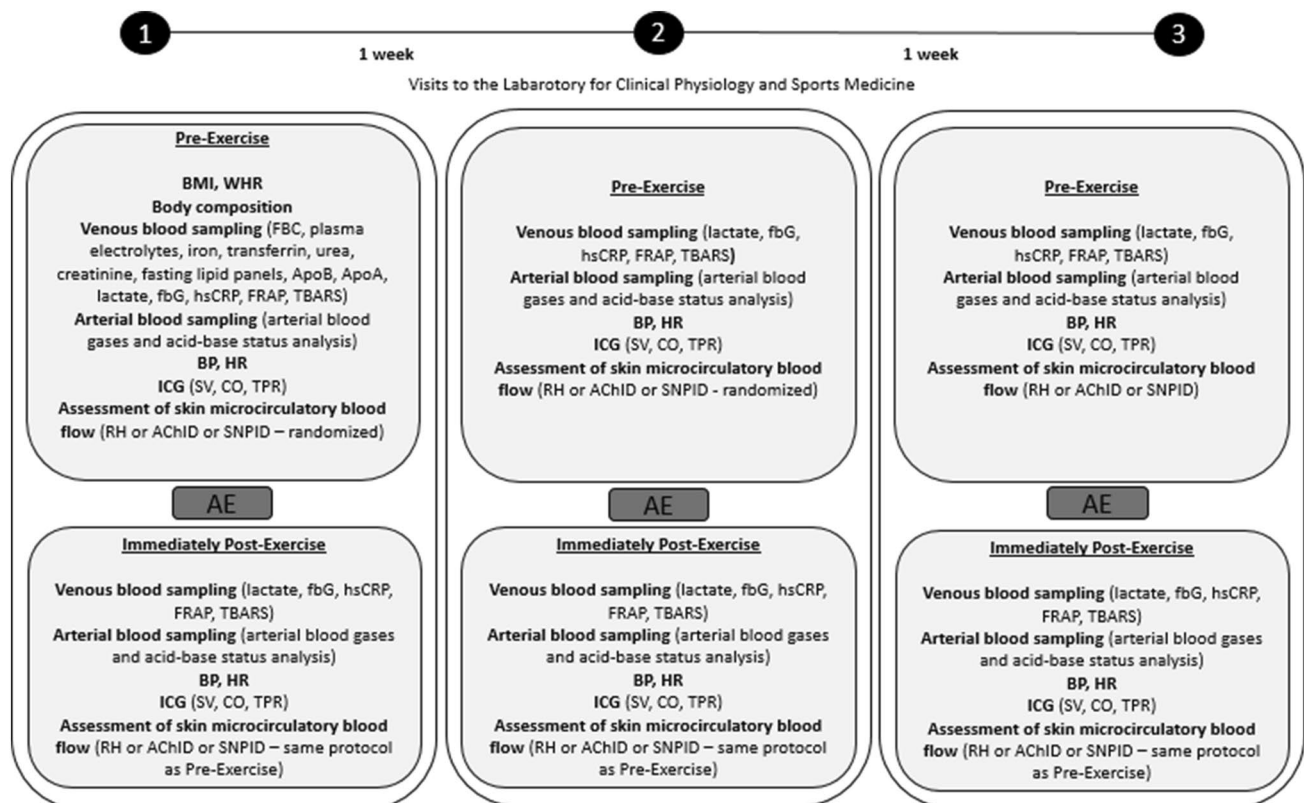 1
2
3
1 week
1 week
Visits to the Labarotory for Clinical Physiology and Sports Medicine
Pre-Exercise
BMI, WHR
Body composition
Venous blood sampling (FBC, plasma
electrolytes, iron, transferrin, urea,
creatinine, fasting lipid panels, ApoB, ApoA,
lactate, fbG, hsCRP, FRAP, TBARS)
Arterial blood sampling (arterial blood
gases and acid-base status analysis)
BP, HR
ICG (SV, CO, TPR)
Assessment of skin microcirculatory blood
flow (RH or AChID or SNPID – randomized)
AE
Immediately Post-Exercise
Venous blood sampling (lactate, fbG, hsCRP,
FRAP, TBARS)
Arterial blood sampling (arterial blood gases
and acid-base status analysis)
BP, HR
ICG (SV, CO, TPR)
Assessment of skin microcirculatory blood
flow (RH or AChID or SNPID – same protocol
as Pre-Exercise)
Pre-Exercise
Venous blood sampling (lactate, fbG,
hsCRP, FRAP, TBARS)
Arterial blood sampling (arterial blood
gases and acid-base status analysis)
BP, HR
ICG (SV, CO, TPR)
Assessment of skin microcirculatory blood
flow (RH or AChID or SNPID - randomized)
AE
Immediately Post-Exercise
Venous blood sampling (lactate, fbG, hsCRP,
FRAP, TBARS)
Arterial blood sampling (arterial blood gases
and acid-base status analysis)
BP, HR
ICG (SV, CO, TPR)
Assessment of skin microcirculatory blood
flow (RH or AChID or SNPID – same protocol
as Pre-Exercise)
Pre-Exercise
Venous blood sampling (lactate, fbG,
hsCRP, FRAP, TBARS)
Arterial blood sampling (arterial blood
gases and acid-base status analysis)
BP, HR
ICG (SV, CO, TPR)
Assessment of skin microcirculatory blood
flow (RH or AChID or SNPID)
AE
Immediately Post-Exercise
Venous blood sampling (lactate, fbG, hsCRP,
FRAP, TBARS)
Arterial blood sampling (arterial blood gases
and acid-base status analysis)
BP, HR
ICG (SV, CO, TPR)
Assessment of skin microcirculatory blood
flow (RH or AChID or SNPID – same protocol
as Pre-Exercise)